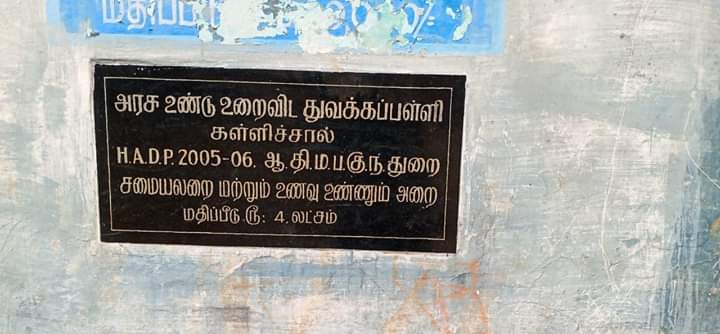 மதிப்பீ
அரசு உண்டு உறைவிட துவக்கப்பள்ளி
கள்ளிச்சால்
H.A.D.P. 2005-06. ஆ.தி.ம.ப.கு.ந.துறை
சமையலறை மற்றும் உணவு உண்ணும் அறை
மதிப்பீடு ரூ: 4.லட்சம்